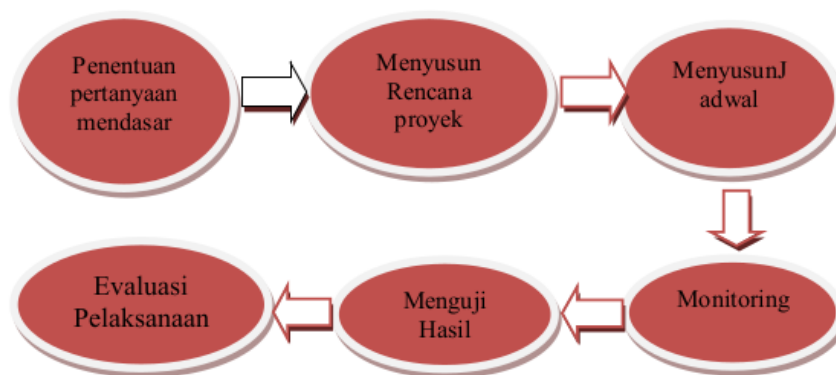 Penentuan
pertanyaan
mendasar
Menyusun
Rencana
proyek
MenyusunJ
adwal
Monitoring
Menguji
Hasil
Evaluasi
Pelaksanaan